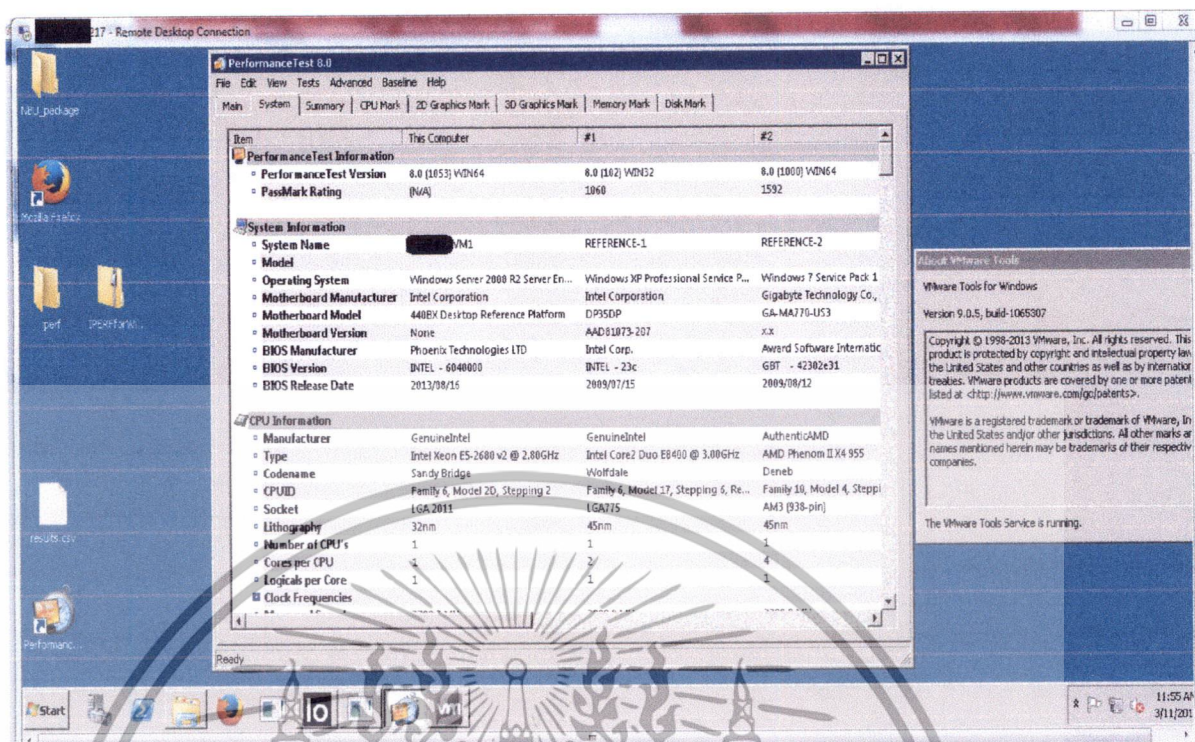 217 - Remote Desktop Connection
NBU_package
Mozilla Firefox
perf
IPERFforWi...
results.csv
Performanc...
PerformanceTest 8.0
File Edit View Tests Advanced Baseline Help
Main System Summary CPU Mark 2D Graphics Mark 3D Graphics Mark Memory Mark Disk Mark
Item This Computer #1 #2
PerformanceTest Information
PerformanceTest Version 8.0 (1053) WIN64 8.0 (102) WIN32 8.0 (1000) WIN64
PassMark Rating (N/A) 1060 1592
System Information
System Name VM1 REFERENCE-1 REFERENCE-2
Model
Operating System Windows Server 2008 R2 Server En... Windows XP Professional Service P... Windows 7 Service Pack 1
Motherboard Manufacturer Intel Corporation Intel Corporation Gigabyte Technology Co.,
Motherboard Model 440BX Desktop Reference Platform DP35DP GA-MA770-US3
Motherboard Version None AAD81073-207 x.x
BIOS Manufacturer Phoenix Technologies LTD Intel Corp. Award Software Internatic
BIOS Version INTEL - 6040000 INTEL - 23c GBT - 42302e31
BIOS Release Date 2013/08/16 2009/07/15 2009/08/12
CPU Information
Manufacturer GenuineIntel GenuineIntel AuthenticAMD
Type Intel Xeon E5-2680 v2 @ 2.80GHz Intel Core2 Duo E8400 @ 3.00GHz AMD Phenom II X4 955
Codename Sandy Bridge Wolfdale Deneb
CPUID Family 6, Model 2D, Stepping 2 Family 6, Model 17, Stepping 6, Re... Family 10, Model 4, Steppi
Socket LGA 2011 LGA775 AM3 (938-pin)
Lithography 32nm 45nm 45nm
Number of CPU's 1 1 1
Cores per CPU 1 2 4
Logicals per Core 1 1 1
Clock Frequencies
Ready
About VMware Tools
VMware Tools for Windows
Version 9.0.5, build-1065307
Copyright © 1998-2013 VMware, Inc. All rights reserved. This
product is protected by copyright and intellectual property law
the United States and other countries as well as by internatior
treaties. VMware products are covered by one or more patent
listed at <http://www.vmware.com/go/patents>.
VMware is a registered trademark or trademark of VMware, In
the United States and/or other jurisdictions. All other marks ar
names mentioned herein may be trademarks of their respectiv
companies.
The VMware Tools Service is running.
Start
11:55 AM
3/11/201